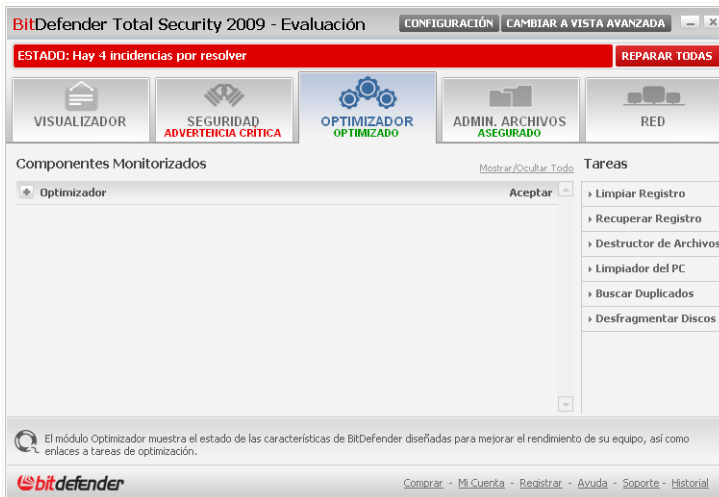 BitDefender Total Security 2009 - Evaluación
CONFIGURACIÓN
CAMBIAR A VISTA AVANZADA
ESTADO: Hay 4 incidencias por resolver
REPARAR TODAS
VISUALIZADOR
SEGURIDAD
ADVERTENCIA CRÍTICA
OPTIMIZADOR
OPTIMIZADO
ADMIN. ARCHIVOS
ASEGURADO
RED
Componentes Monitorizados
Mostrar/Ocultar Todo
Optimizador
Aceptar
Tareas
Limpiar Registro
Recuperar Registro
Destructor de Archivos
Limpiador del PC
Buscar Duplicados
Desfragmentar Discos
El módulo Optimizador muestra el estado de las características de BitDefender diseñadas para mejorar el rendimiento de su equipo, así como
enlaces a tareas de optimización.
bitdefender
Comprar - Mi Cuenta - Registrar - Ayuda - Soporte - Historial